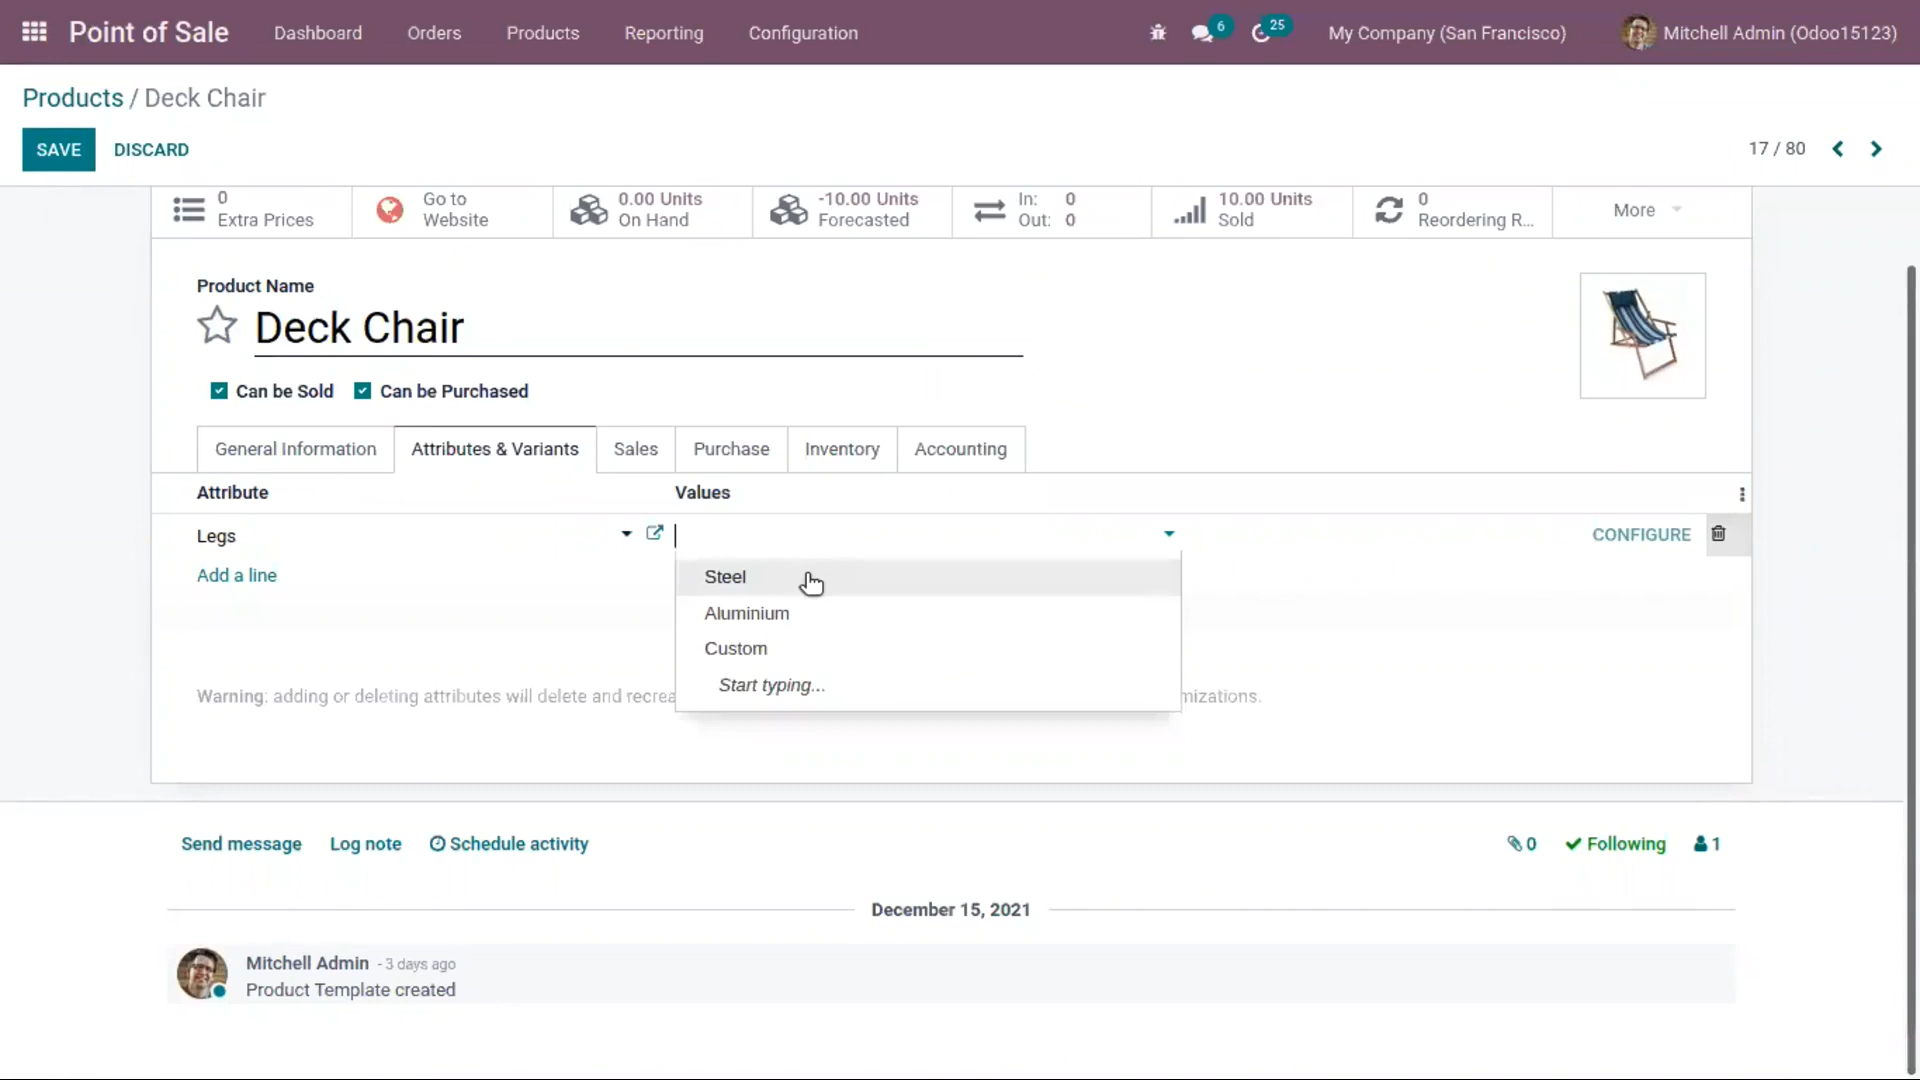 Point of Sale Dashboard Orders Products Reporting Configuration 6 25 My Company (San Francisco) Mitchell Admin (Odoo15123)
Products / Deck Chair
SAVE DISCARD 17 / 80
0 Extra Prices
Go to Website
0.00 Units On Hand
-10.00 Units Forecasted
In: 0
Out: 0
10.00 Units Sold
0 Reordering R...
More
Product Name
Deck Chair
Can be Sold Can be Purchased
General Information Attributes & Variants Sales Purchase Inventory Accounting
Attribute Values
Legs CONFIGURE
Add a line
Steel
Aluminium
Custom
Start typing...
Warning: adding or deleting attributes will delete and recrea mizations.
Send message Log note Schedule activity 0 Following 1
December 15, 2021
Mitchell Admin - 3 days ago
Product Template created